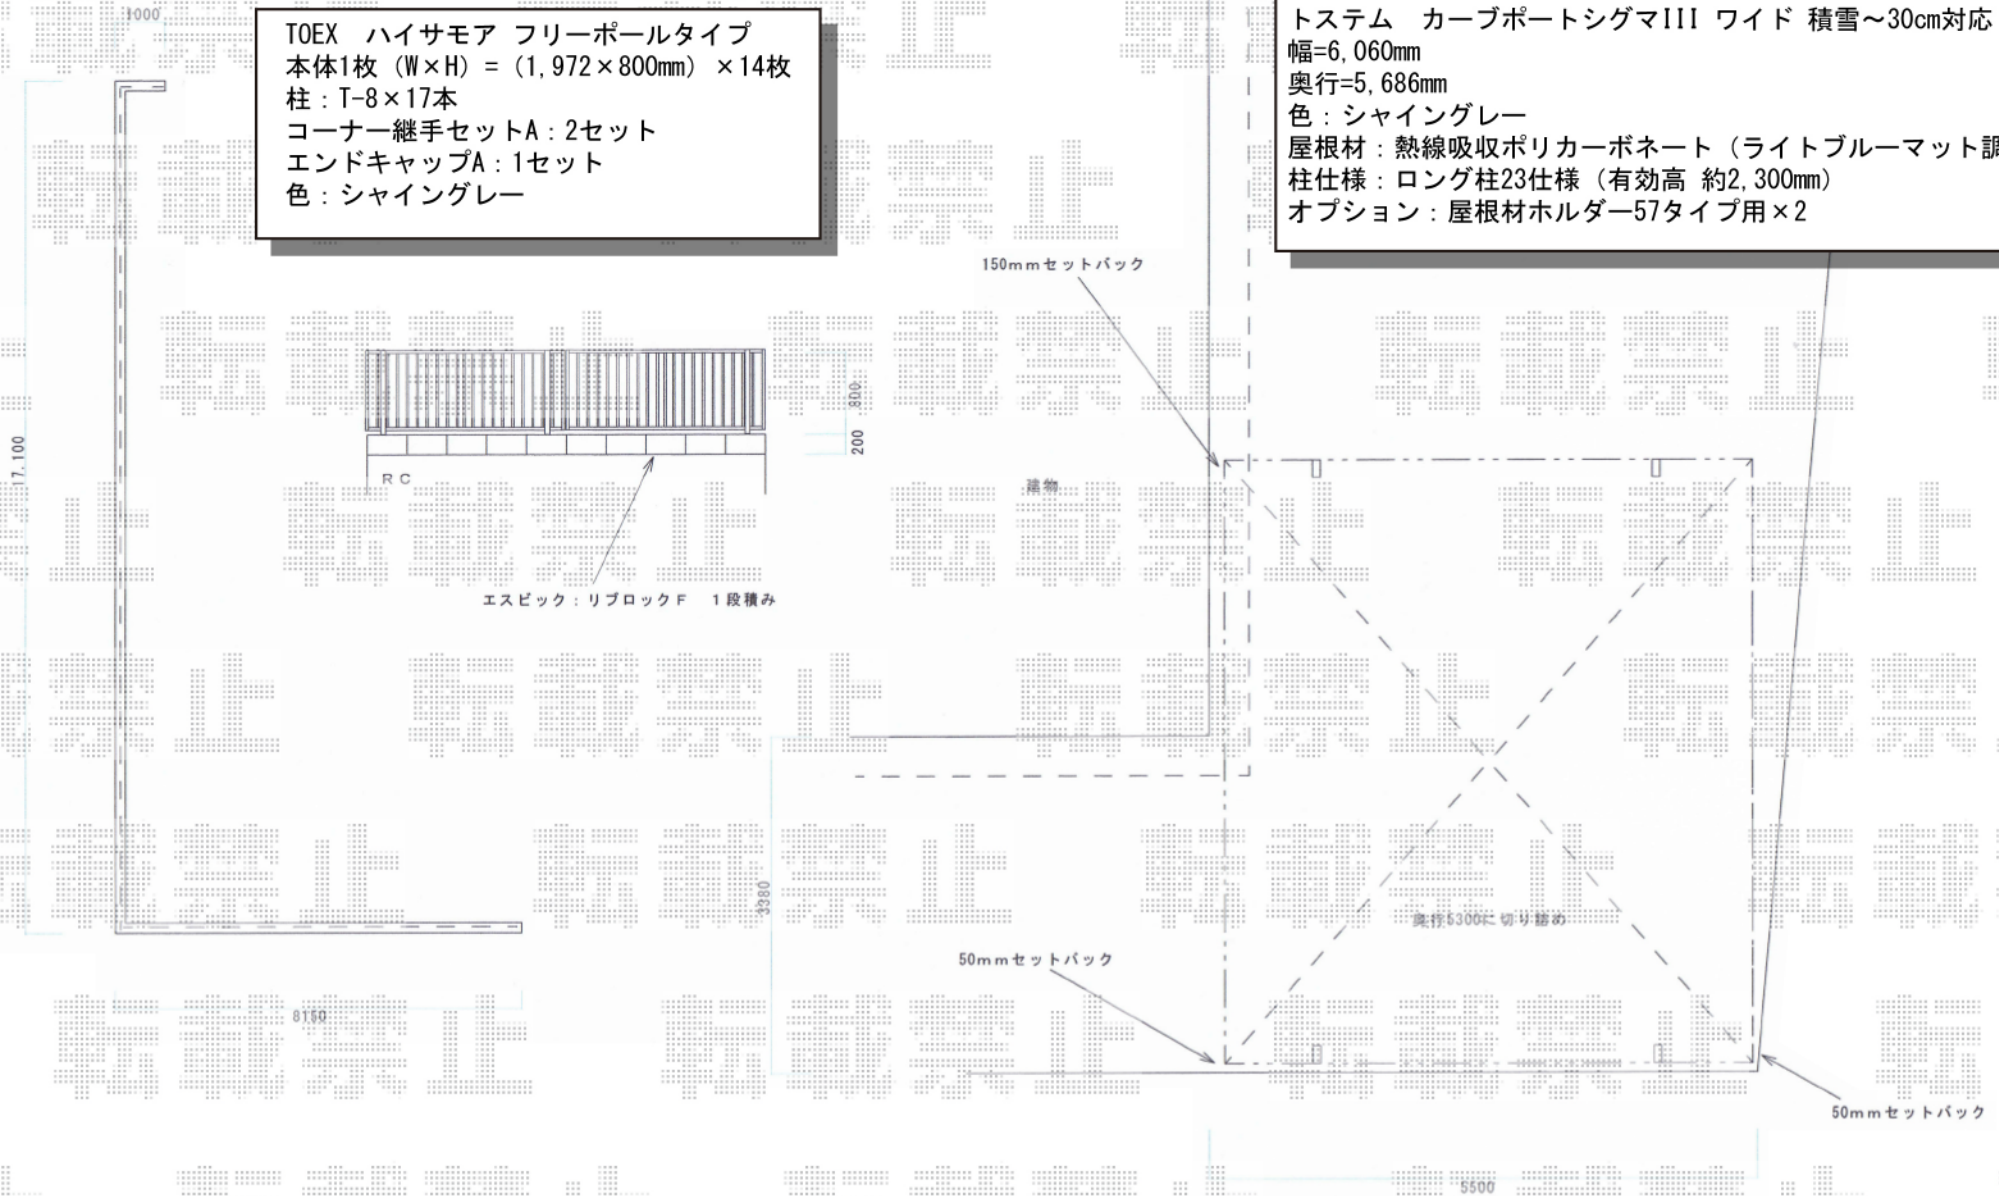 1000
TOEX　ハイサモア フリーポールタイプ
本体1枚（W×H）=（1,972×800mm）×14枚
柱：T-8×17本
コーナー継手セットA：2セット
エンドキャップA：1セット
色：シャイングレー
トステム　カーブポートシグマIII ワイド 積雪～30cm対応
幅=6,060mm
奥行=5,686mm
色：シャイングレー
屋根材：熱線吸収ポリカーボネート（ライトブルーマット調
柱仕様：ロング柱23仕様（有効高 約2,300mm）
オプション：屋根材ホルダー57タイプ用×2
150mmセットバック
17.100
800
200
RC
建物
エスビック：リブロックF　1段積み
3380
奥行5300に切り詰め
50mmセットバック
8150
50mmセットバック
5500
転載禁止